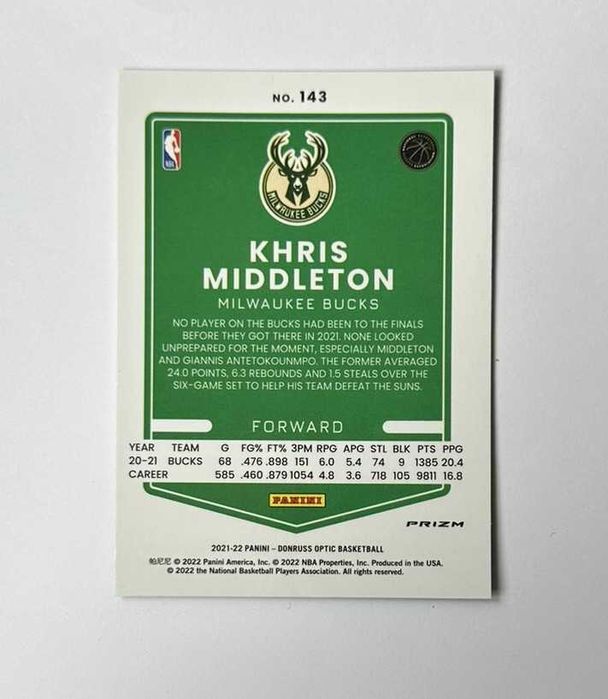 NO. 143
NBA
MILWAUKEE BUCKS
KHRIS
MIDDLETON
MILWAUKEE BUCKS
NO PLAYER ON THE BUCKS HAD BEEN TO THE FINALS
BEFORE THEY GOT THERE IN 2021. NONE LOOKED
UNPREPARED FOR THE MOMENT, ESPECIALLY MIDDLETON
AND GIANNIS ANTETOKOUNMPO. THE FORMER AVERAGED
24.0 POINTS, 6.3 REBOUNDS AND 1.5 STEALS OVER THE
SIX-GAME SET TO HELP HIS TEAM DEFEAT THE SUNS.
FORWARD
YEAR TEAM G FG% FT% 3PM RPG APG STL BLK PTS PPG
20-21 BUCKS 68 .476 .898 151 6.0 5.4 74 9 1385 20.4
CAREER 585 .460 .879 1054 4.8 3.6 718 105 9811 16.8
PANINI
PRIZM
2021-22 PANINI – DONRUSS OPTIC BASKETBALL
帕尼尼 © 2022 Panini America, Inc. © 2022 NBA Properties, Inc. Produced in the USA.
© 2022 the National Basketball Players Association. All rights reserved.